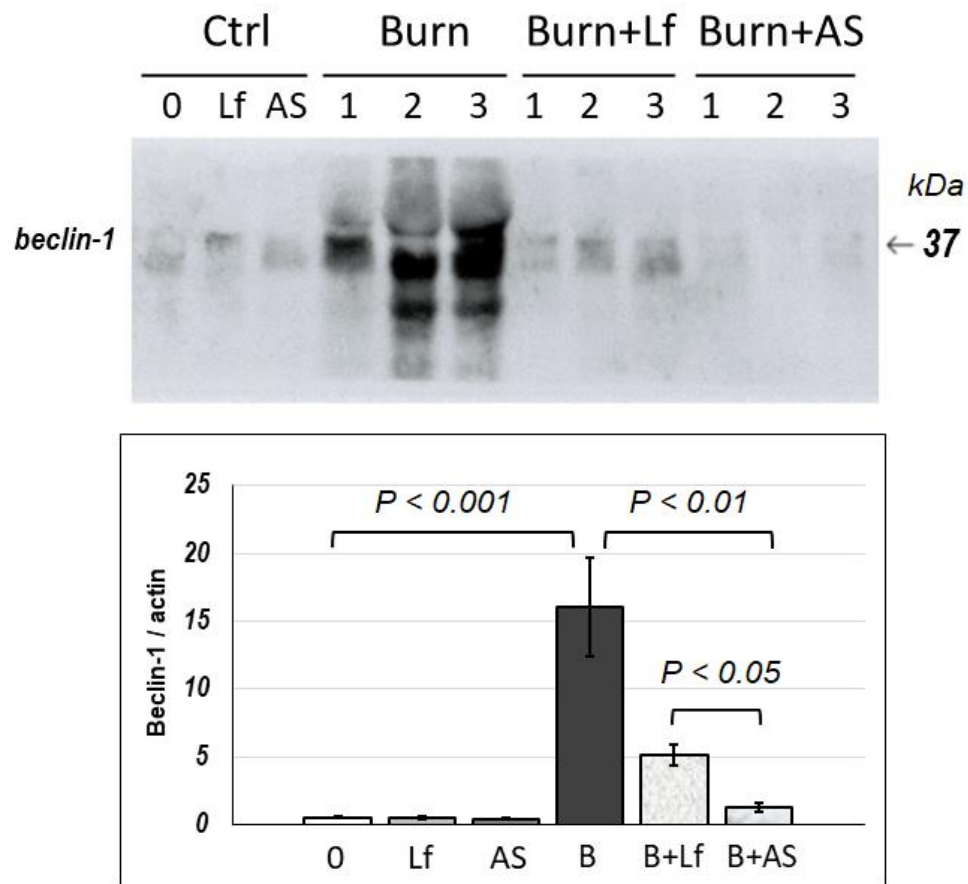 Ctrl Burn Burn+Lf Burn+AS
0 Lf AS 1 2 3 1 2 3 1 2 3
kDa
beclin-1 ← 37
25
P < 0.001 P < 0.01
20
15
Beclin-1 / actin
P < 0.05
10
5
0
0 Lf AS B B+Lf B+AS